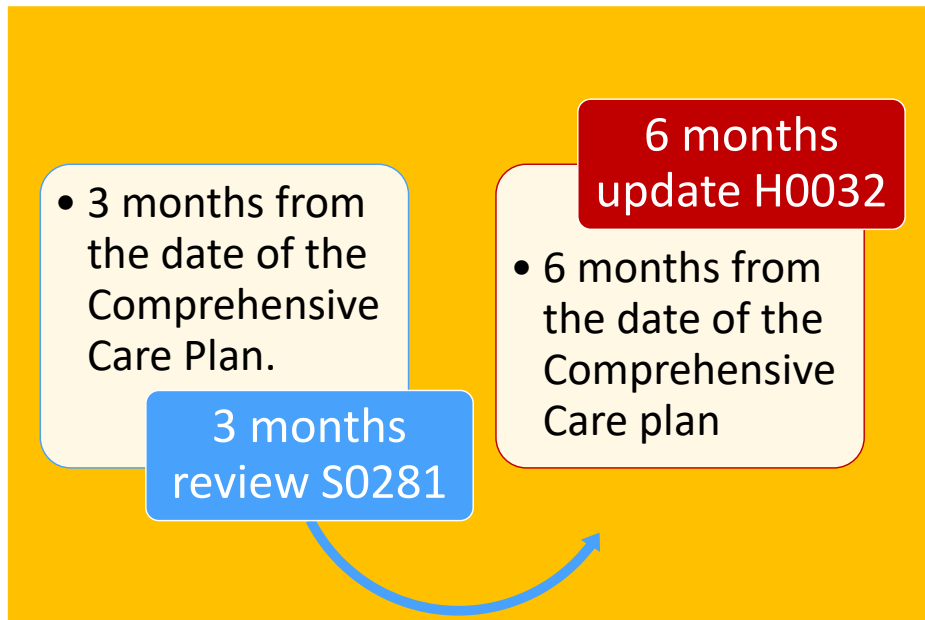 • 3 months from
the date of the
Comprehensive
Care Plan.
3 months
review S0281
6 months
update H0032
• 6 months from
the date of the
Comprehensive
Care plan